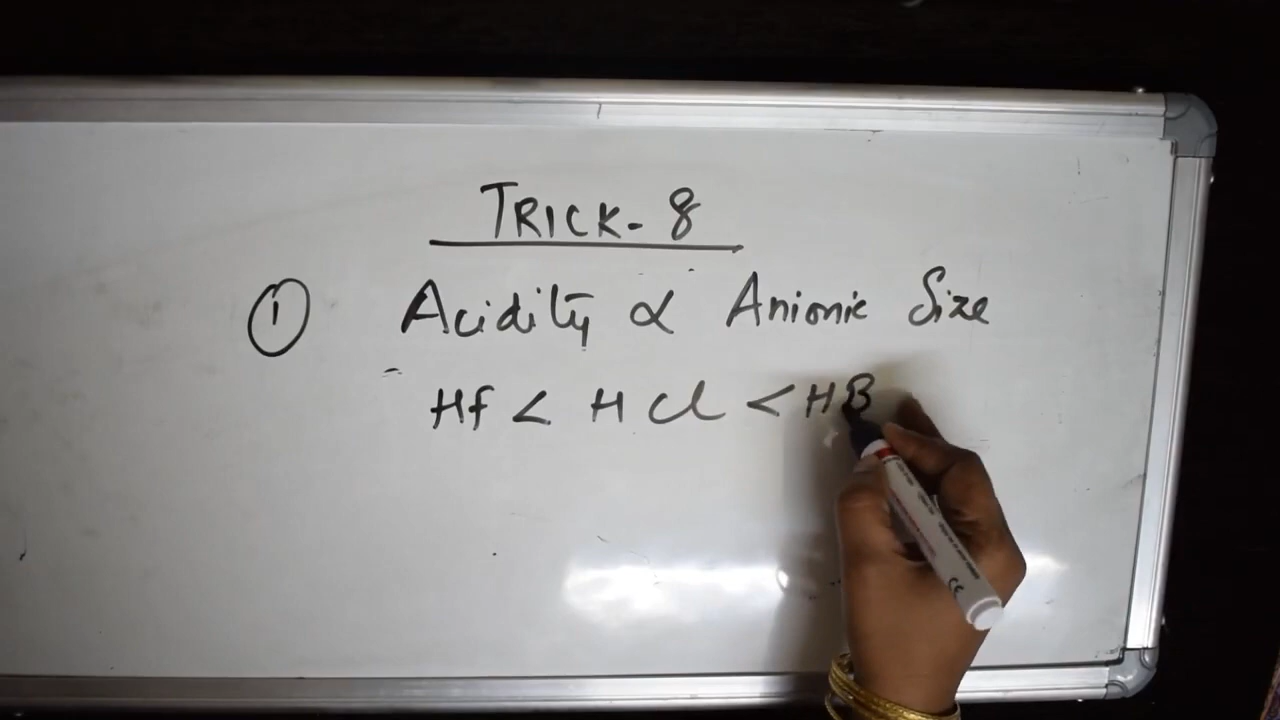 TRICK-8
① Acidity ∝ Anionic Size
Hf < HCl < HB